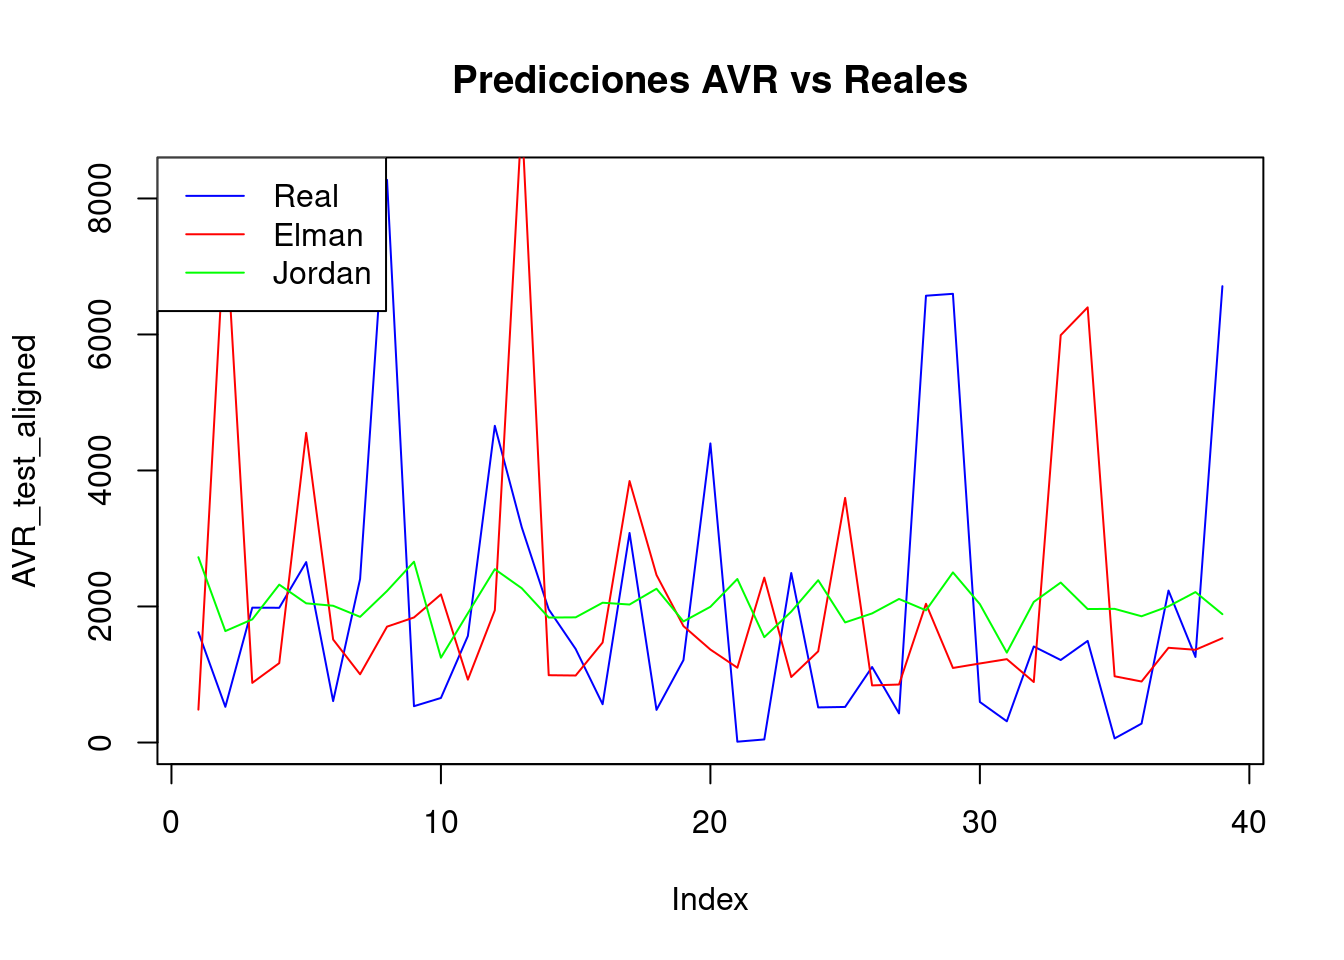 Predicciones AVR vs Reales
Real
Elman
Jordan
AVR_test_aligned
8000
6000
4000
2000
0
0 10 20 30 40
Index